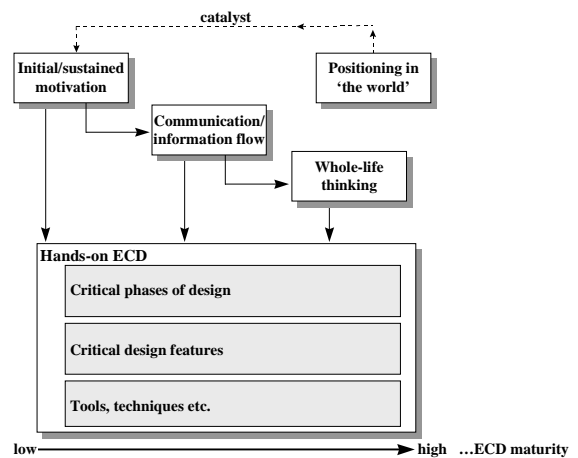 catalyst
Initial/sustained
motivation
Positioning in
‘the world’
Communication/
information flow
Whole-life
thinking
Hands-on ECD
Critical phases of design
Critical design features
Tools, techniques etc.
low
high ...ECD maturity